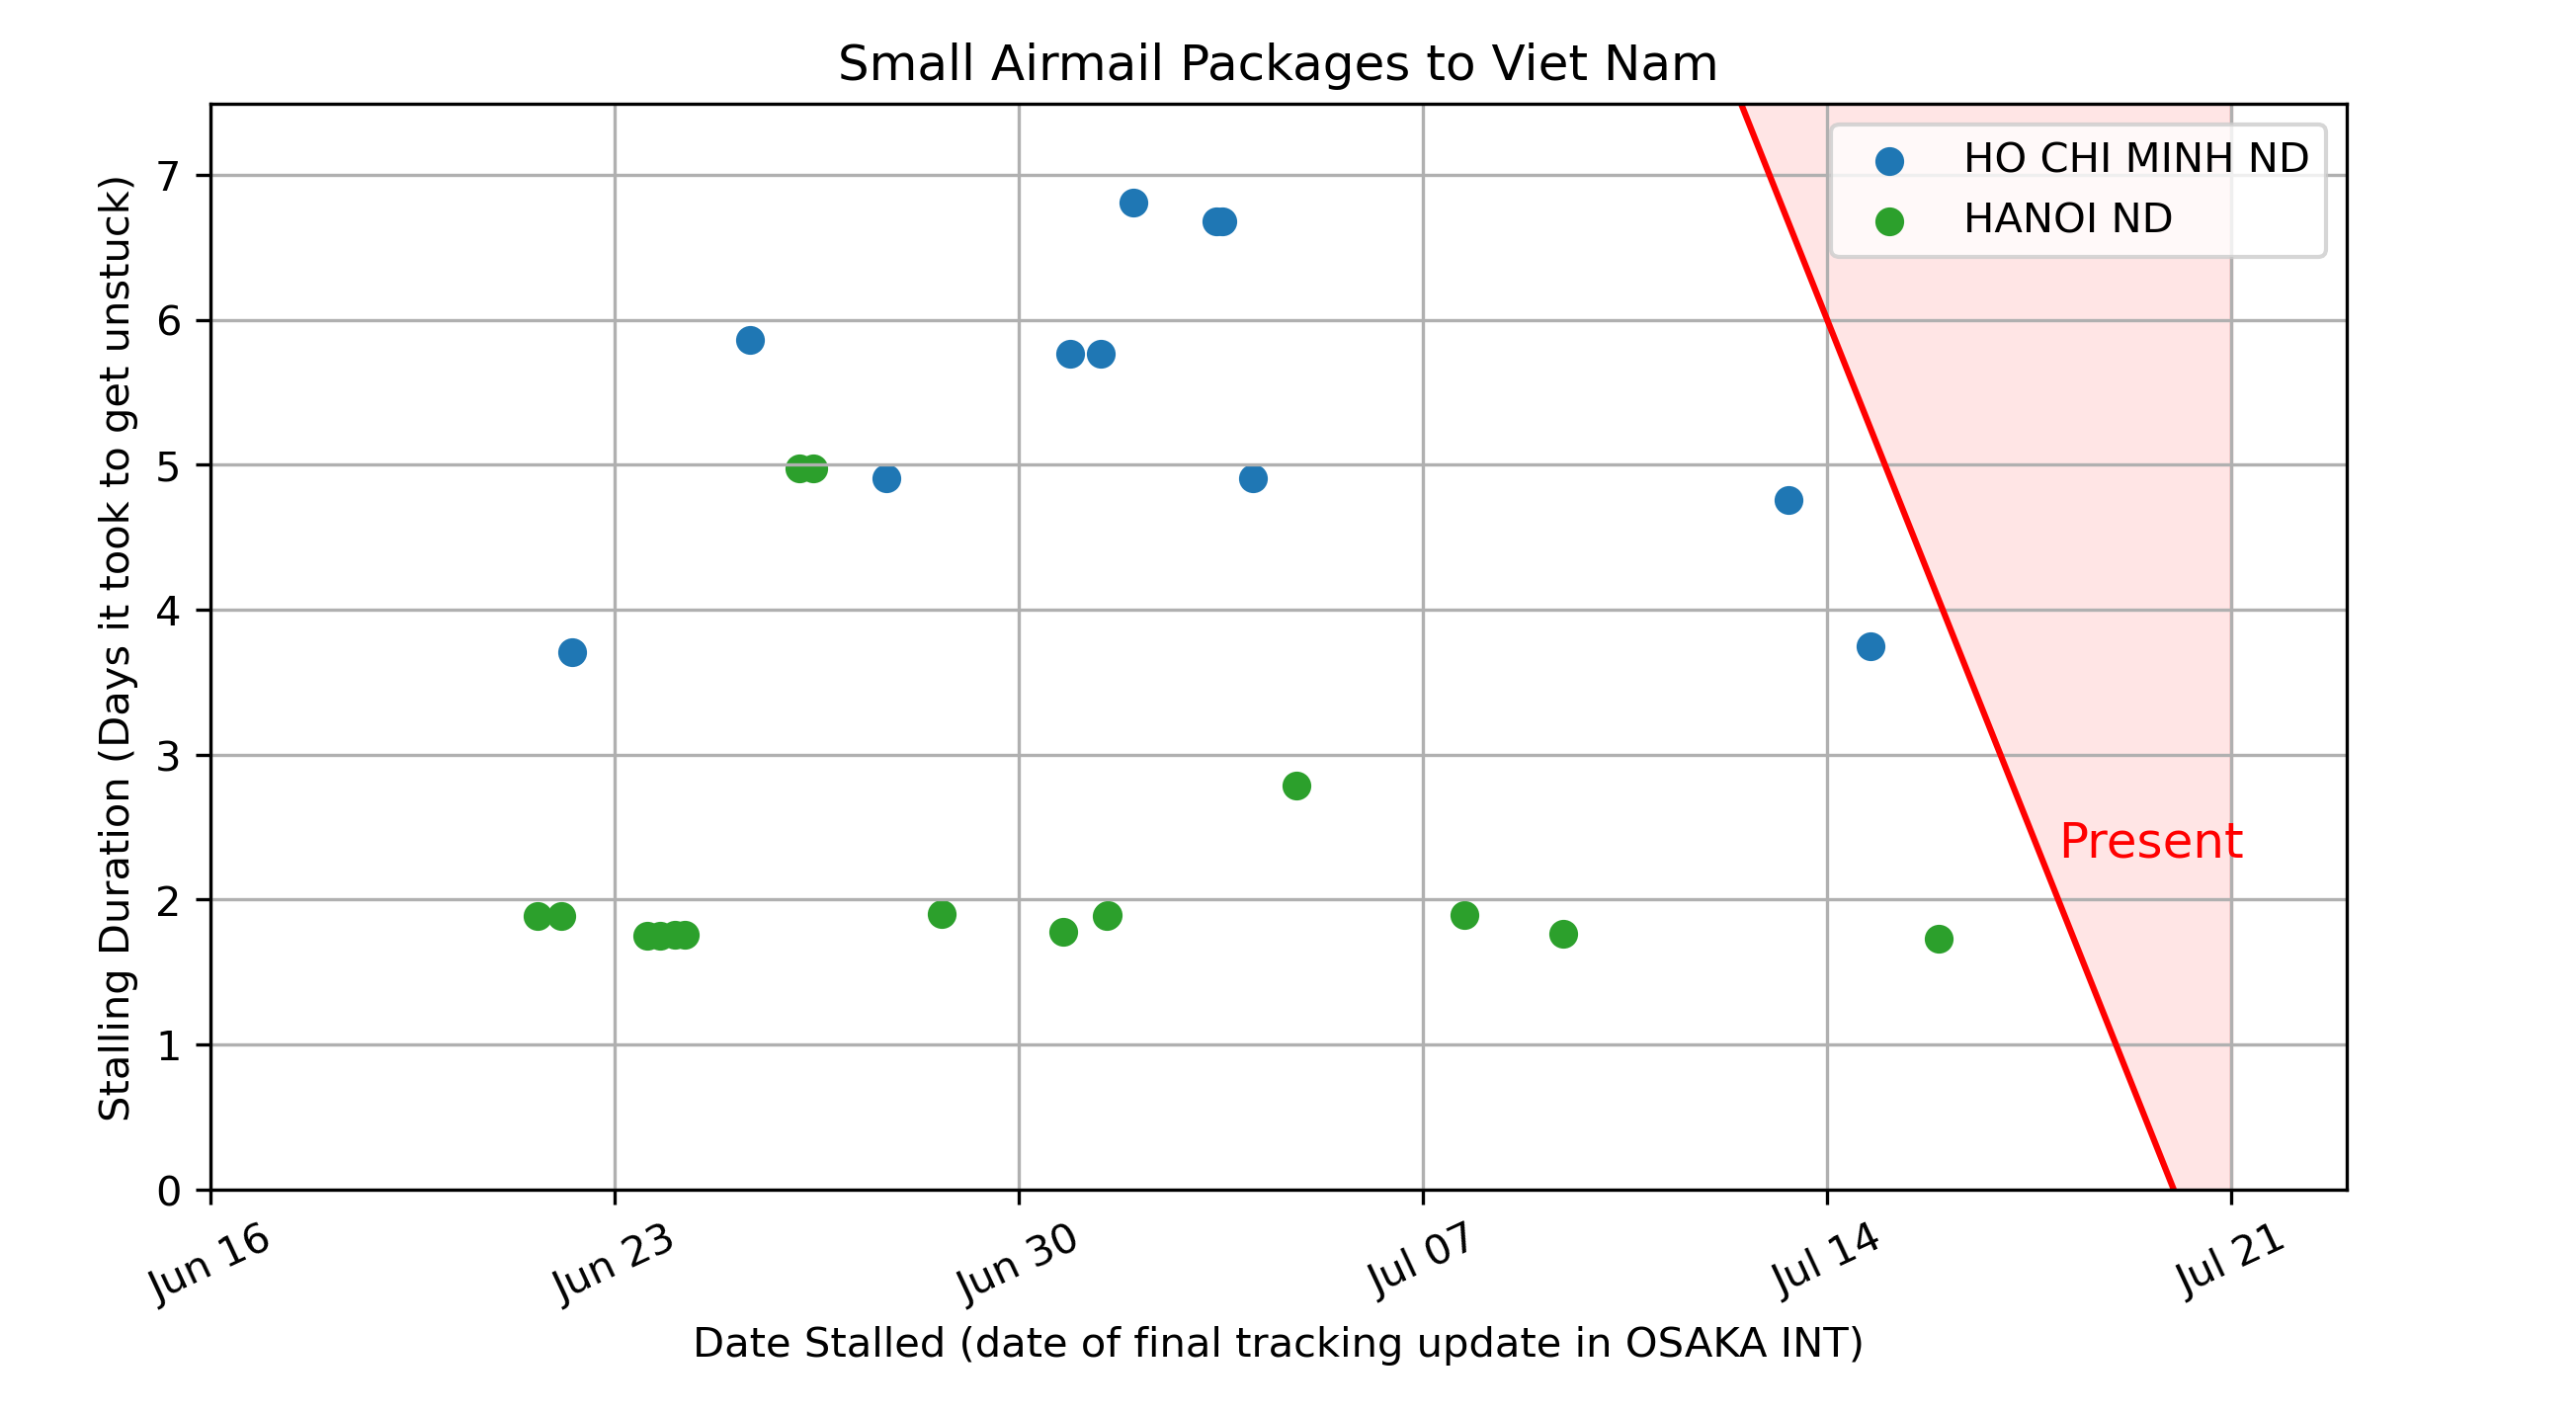 Small Airmail Packages to Viet Nam
HO CHI MINH ND
HANOI ND
Present
Stalling Duration (Days it took to get unstuck)
7
6
5
4
3
2
1
0
Jun 16
Jun 23
Jun 30
Jul 07
Jul 14
Jul 21
Date Stalled (date of final tracking update in OSAKA INT)